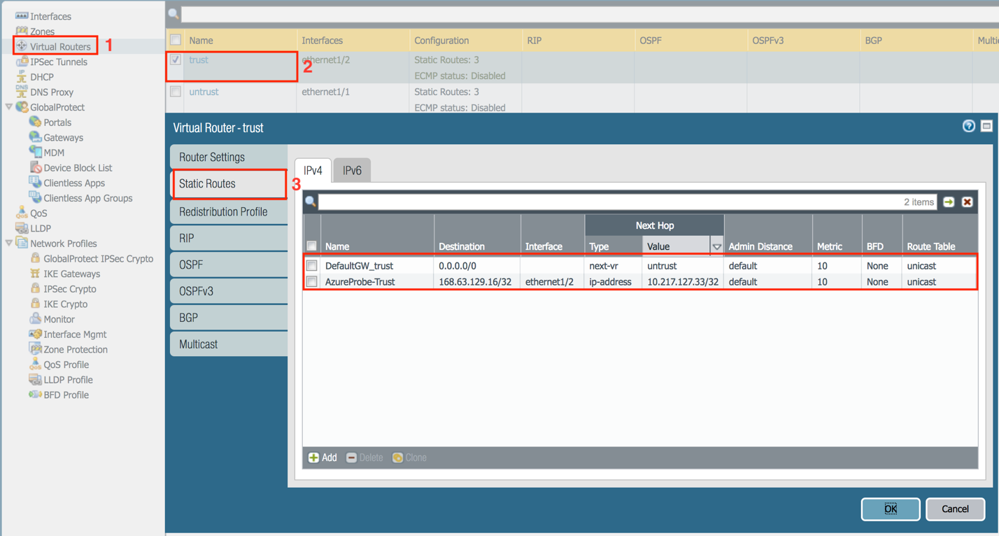 Interfaces
Zones
Virtual Routers 1
IPSec Tunnels
DHCP
DNS Proxy
GlobalProtect
Portals
Gateways
MDM
Device Block List
Clientless Apps
Clientless App Groups
QoS
LLDP
Network Profiles
GlobalProtect IPSec Crypto
IKE Gateways
IPSec Crypto
IKE Crypto
Monitor
Interface Mgmt
Zone Protection
QoS Profile
LLDP Profile
BFD Profile
Name Interfaces Configuration RIP OSPF OSPFv3 BGP Multi
trust ethernet1/2 Static Routes: 3
2 ECMP status: Disabled
untrust ethernet1/1 Static Routes: 3
ECMP status: Disabled
Virtual Router - trust
Router Settings
Static Routes 3
Redistribution Profile
RIP
OSPF
OSPFv3
BGP
Multicast
IPv4 IPv6
2 items
Next Hop
Name Destination Interface Type Value Admin Distance Metric BFD Route Table
DefaultGW_trust 0.0.0.0/0 next-vr untrust default 10 None unicast
AzureProbe-Trust 168.63.129.16/32 ethernet1/2 ip-address 10.217.127.33/32 default 10 None unicast
Add Delete Clone
OK Cancel